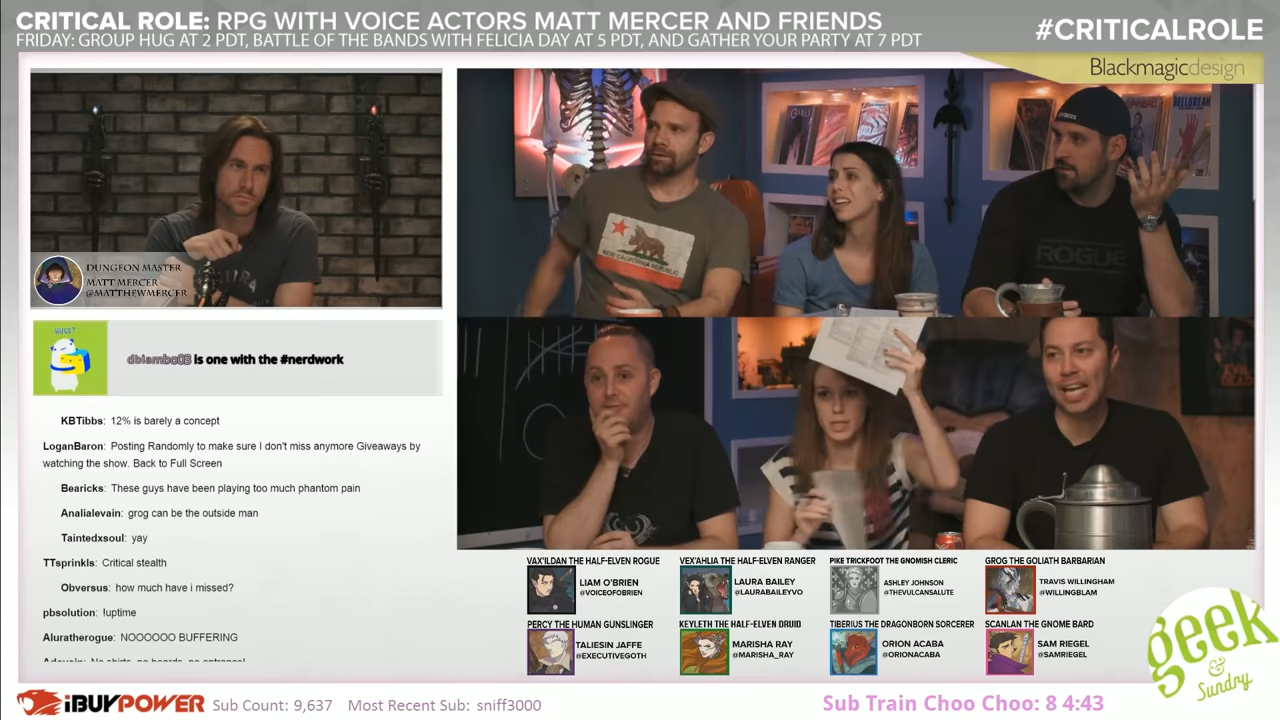 CRITICAL ROLE: RPG WITH VOICE ACTORS MATT MERCER AND FRIENDS
FRIDAY: GROUP HUG AT 2 PDT, BATTLE OF THE BANDS WITH FELICIA DAY AT 5 PDT, AND GATHER YOUR PARTY AT 7 PDT
#CRITICALROLE
Blackmagicdesign
HELLBREAK
NEW CALIFORNIA REPUBLIC
ROGUE
DUNGEON MASTER
MATT MERCER
@MATTHEWMERCER
HUGS?
dblambo03 is one with the #nerdwork
KBTibbs: 12% is barely a concept
LoganBaron: Posting Randomly to make sure I don't miss anymore Giveaways by
watching the show. Back to Full Screen
Bearicks: These guys have been playing too much phantom pain
Analialevain: grog can be the outside man
Taintedxsoul: yay
TTsprinkls: Critical stealth
Obversus: how much have i missed?
pbsolution: !uptime
Aluratherogue: NOOOOOO BUFFERING
VAX'ILDAN THE HALF-ELVEN ROGUE
LIAM O'BRIEN
@VOICEOFOBRIEN
VEX'AHLIA THE HALF-ELVEN RANGER
LAURA BAILEY
@LAURABAILEYVO
PIKE TRICKFOOT THE GNOMISH CLERIC
ASHLEY JOHNSON
@THEVULCANSALUTE
GROG THE GOLIATH BARBARIAN
TRAVIS WILLINGHAM
@WILLINGBLAM
PERCY THE HUMAN GUNSLINGER
TALIESIN JAFFE
@EXECUTIVEGOTH
KEYLETH THE HALF-ELVEN DRUID
MARISHA RAY
@MARISHA_RAY
TIBERIUS THE DRAGONBORN SORCERER
ORION ACABA
@ORIONACABA
SCANLAN THE GNOME BARD
SAM RIEGEL
@SAMRIEGEL
geek
&
Sundry
iBUYPOWER
Sub Count: 9,637
Most Recent Sub: sniff3000
Sub Train Choo Choo: 8 4:43